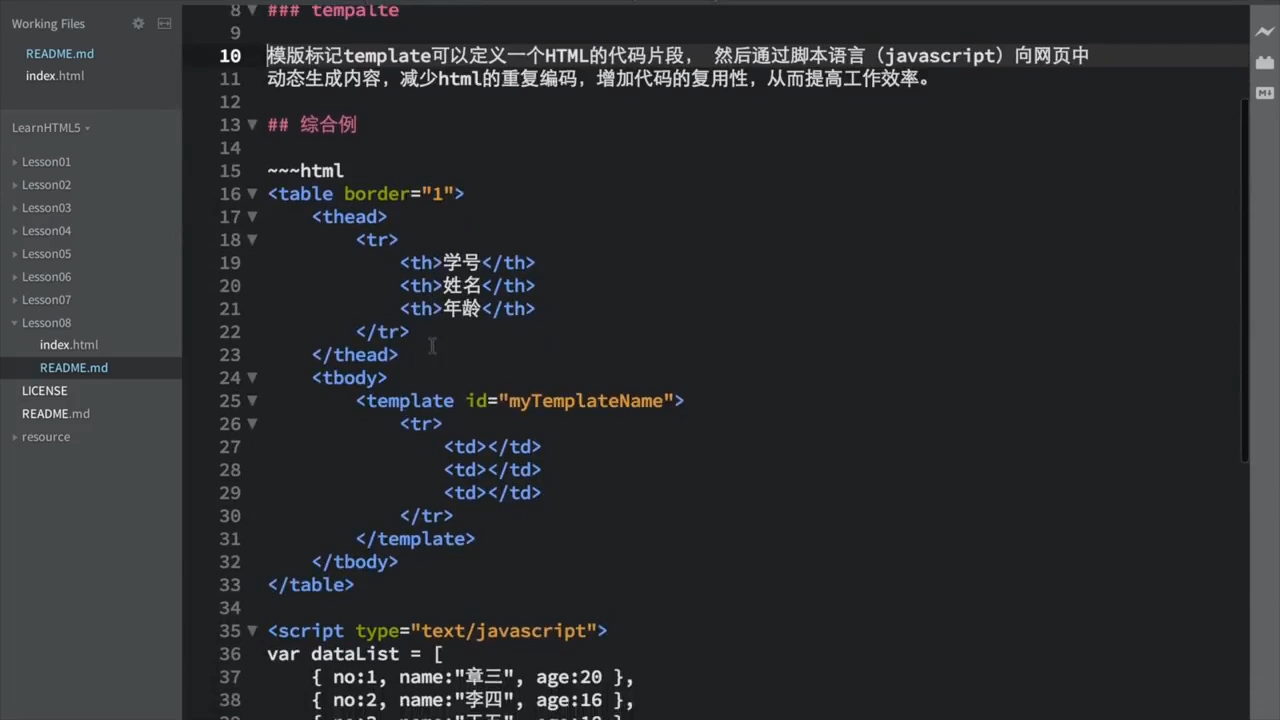 Working Files
README.md
index.html
LearnHTML5
Lesson01
Lesson02
Lesson03
Lesson04
Lesson05
Lesson06
Lesson07
Lesson08
index.html
README.md
LICENSE
README.md
resource
8 ### tempalte
9
10 模版标记template可以定义一个HTML的代码片段， 然后通过脚本语言（javascript）向网页中
11 动态生成内容，减少html的重复编码，增加代码的复用性，从而提高工作效率。
12
13 ## 综合例
14
15 ~~~html
16 <table border="1">
17 <thead>
18 <tr>
19 <th>学号</th>
20 <th>姓名</th>
21 <th>年龄</th>
22 </tr>
23 </thead>
24 <tbody>
25 <template id="myTemplateName">
26 <tr>
27 <td></td>
28 <td></td>
29 <td></td>
30 </tr>
31 </template>
32 </tbody>
33 </table>
34
35 <script type="text/javascript">
36 var dataList = [
37 { no:1, name:"章三", age:20 },
38 { no:2, name:"李四", age:16 },
M↓